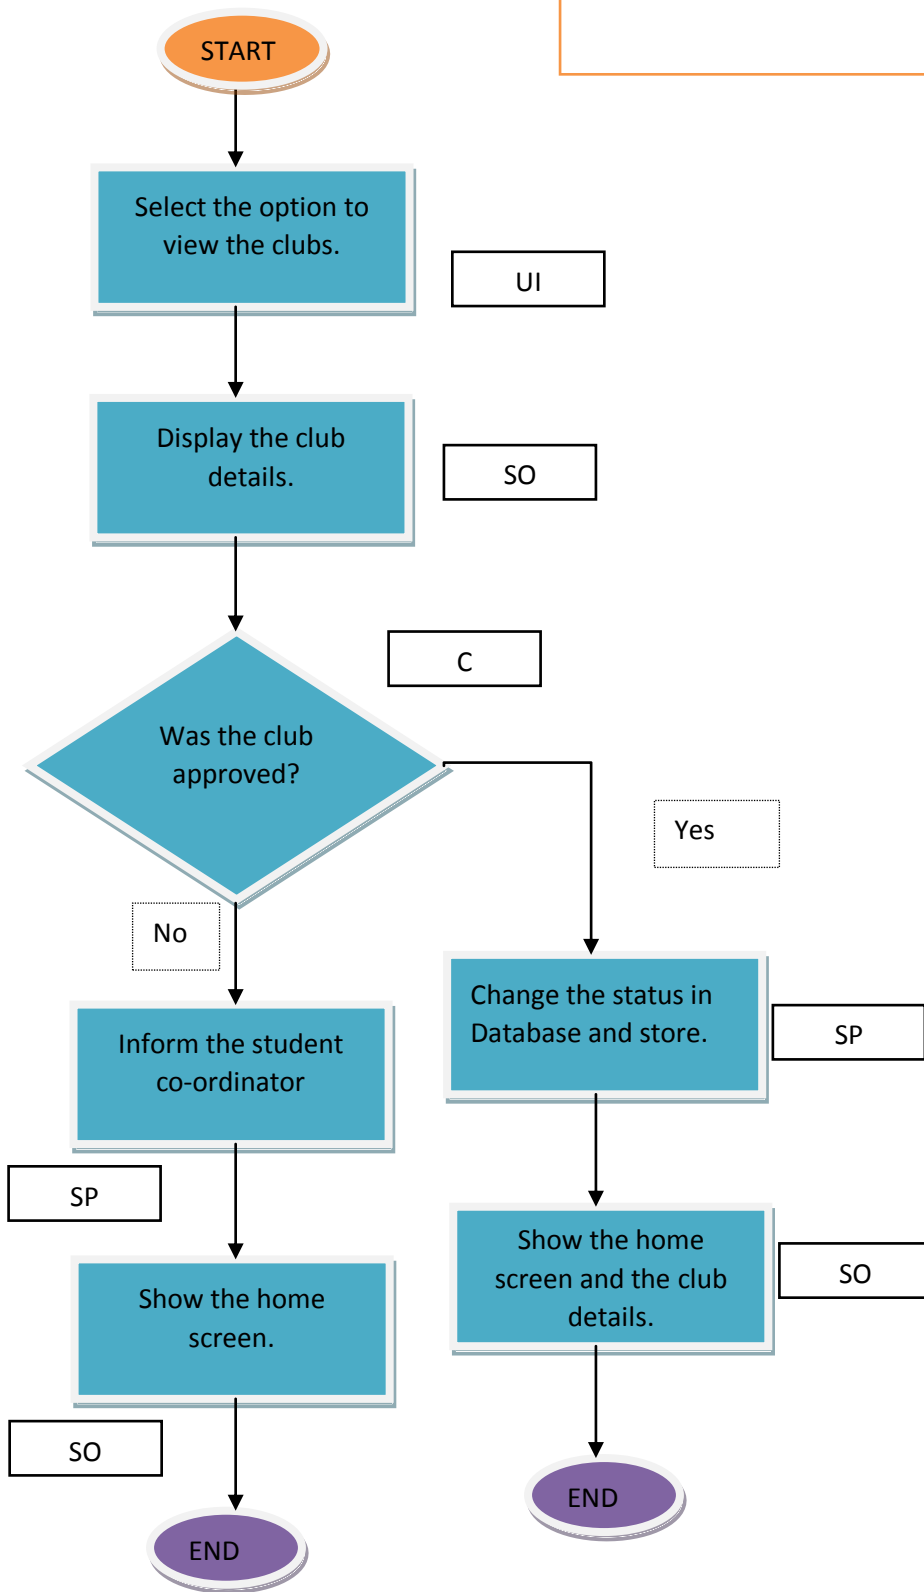 START
Select the option to
view the clubs.
UI
Display the club
details.
SO
C
Was the club
approved?
Yes
No
Change the status in
Database and store.
SP
Inform the student
co-ordinator
SP
Show the home
screen and the club
details.
SO
Show the home
screen.
SO
END
END